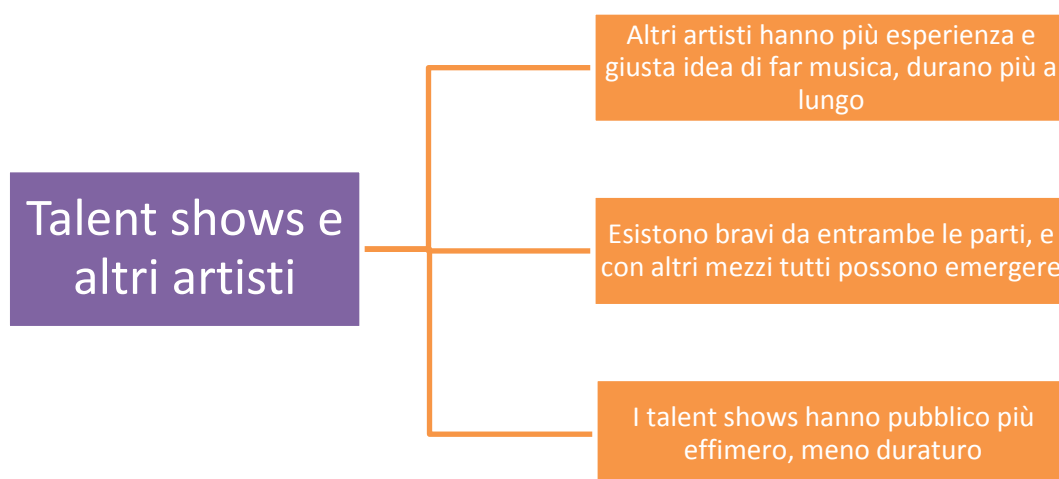 Talent shows e
altri artisti
Altri artisti hanno più esperienza e
giusta idea di far musica, durano più a
lungo
Esistono bravi da entrambe le parti, e
con altri mezzi tutti possono emergere
I talent shows hanno pubblico più
effimero, meno duraturo